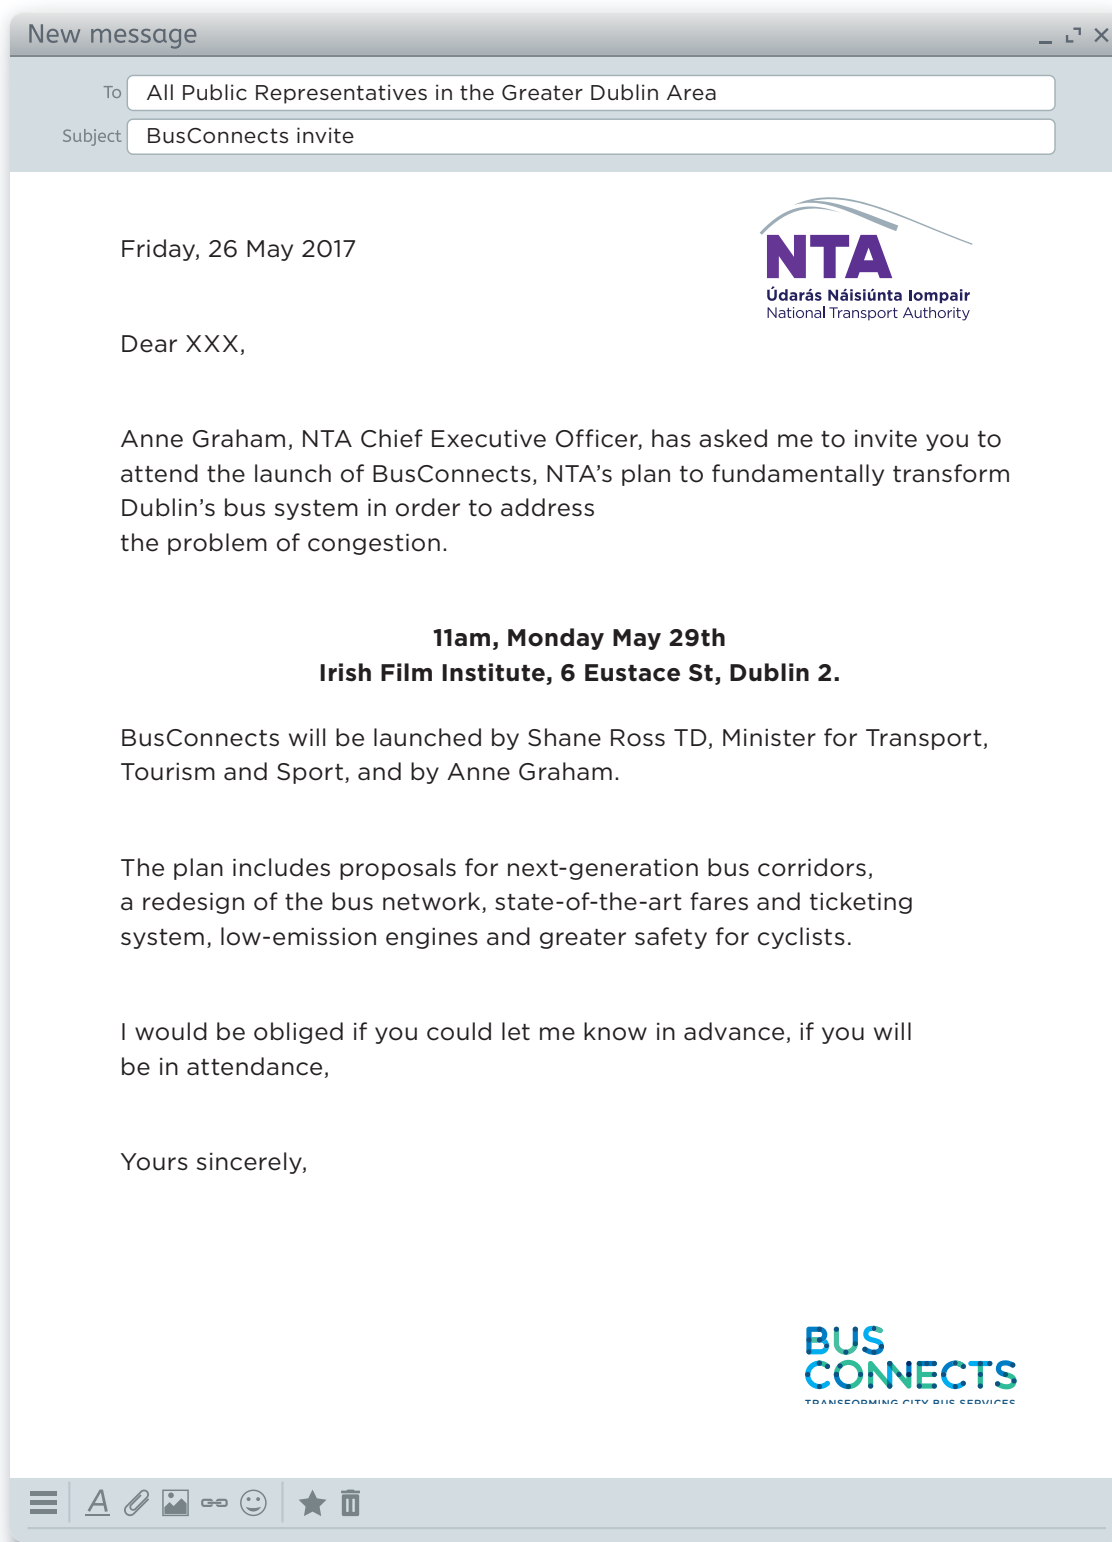 New message
To All Public Representatives in the Greater Dublin Area
Subject BusConnects invite
NTA
Údarás Náisiúnta Iompair
National Transport Authority
Friday, 26 May 2017
Dear XXX,
Anne Graham, NTA Chief Executive Officer, has asked me to invite you to
attend the launch of BusConnects, NTA’s plan to fundamentally transform
Dublin’s bus system in order to address
the problem of congestion.
11am, Monday May 29th
Irish Film Institute, 6 Eustace St, Dublin 2.
BusConnects will be launched by Shane Ross TD, Minister for Transport,
Tourism and Sport, and by Anne Graham.
The plan includes proposals for next-generation bus corridors,
a redesign of the bus network, state-of-the-art fares and ticketing
system, low-emission engines and greater safety for cyclists.
I would be obliged if you could let me know in advance, if you will
be in attendance,
Yours sincerely,
BUS
CONNECTS
TRANSFORMING CITY BUS SERVICES
A